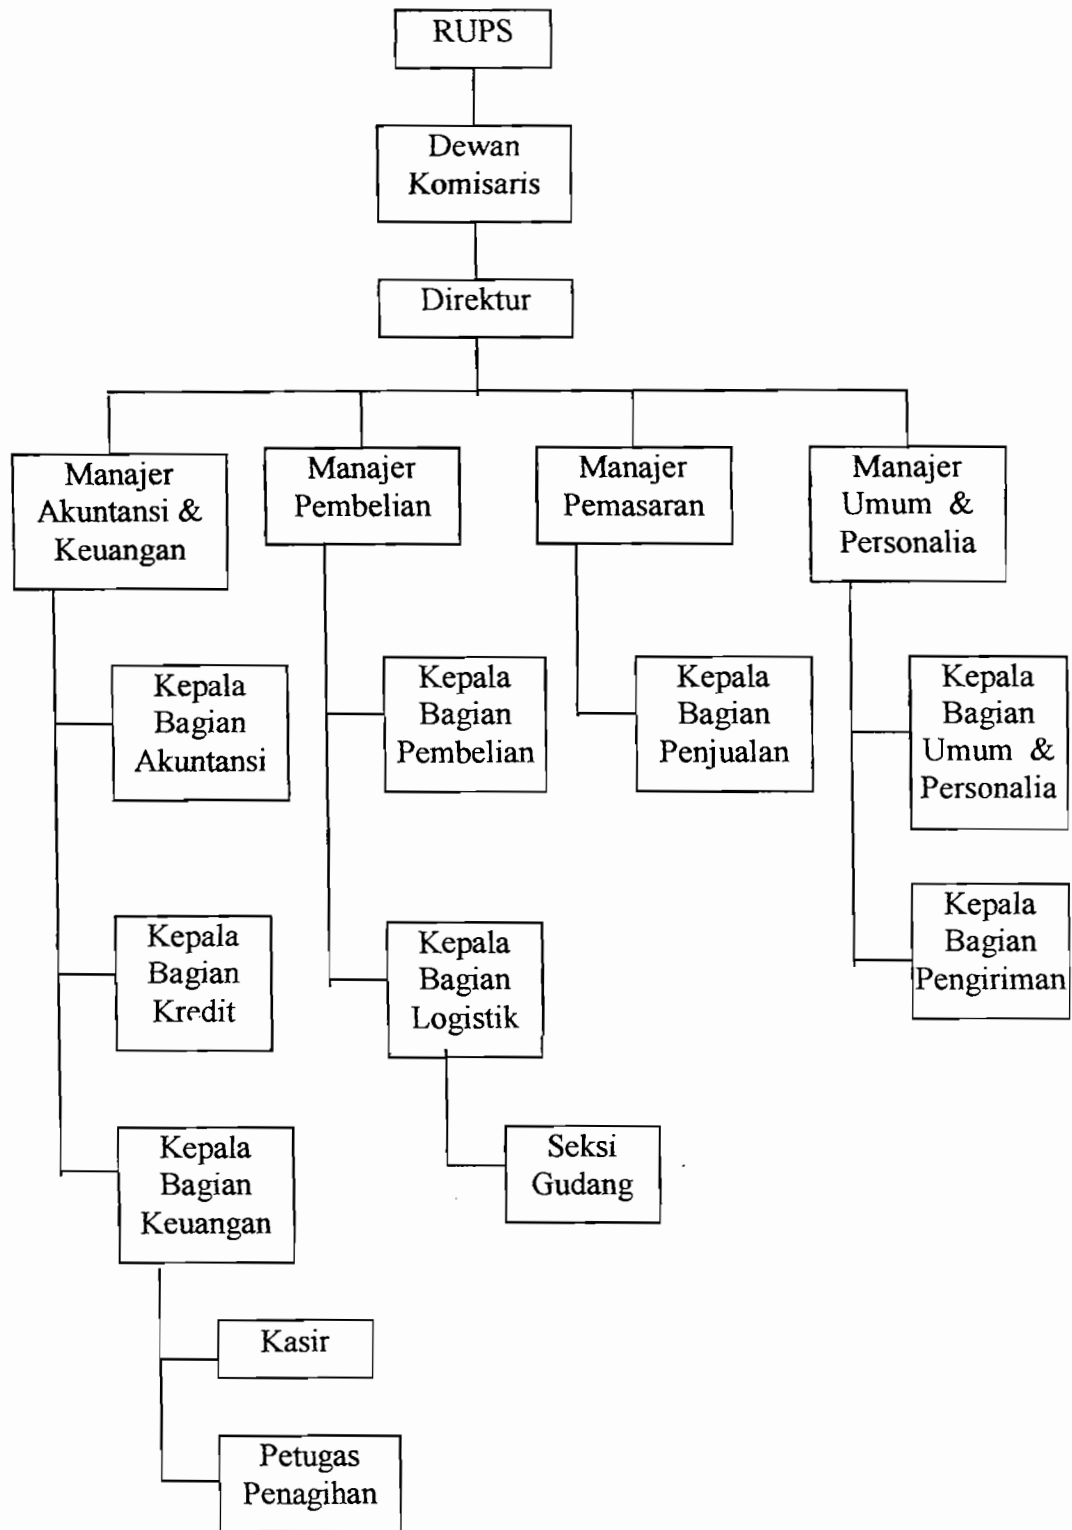 RUPS
Dewan
Komisaris
Direktur
Manajer
Akuntansi &
Keuangan
Manajer
Pembelian
Manajer
Pemasaran
Manajer
Umum &
Personalia
Kepala
Bagian
Akuntansi
Kepala
Bagian
Pembelian
Kepala
Bagian
Penjualan
Kepala
Bagian
Umum &
Personalia
Kepala
Bagian
Kredit
Kepala
Bagian
Logistik
Kepala
Bagian
Pengiriman
Kepala
Bagian
Keuangan
Seksi
Gudang
Kasir
Petugas
Penagihan